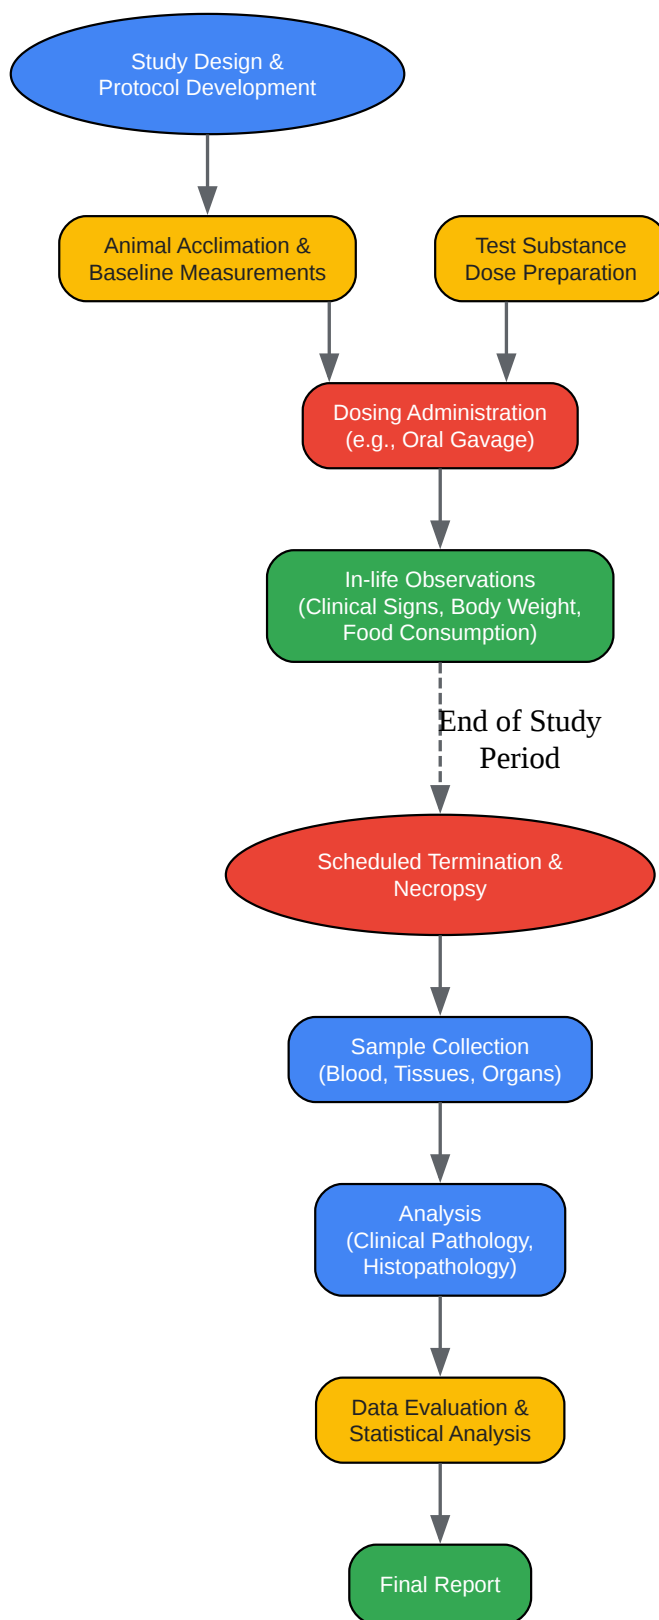 Study Design &
Protocol Development
Animal Acclimation &
Baseline Measurements
Test Substance
Dose Preparation
Dosing Administration
(e.g., Oral Gavage)
In-life Observations
(Clinical Signs, Body Weight,
Food Consumption)
End of Study
Period
Scheduled Termination &
Necropsy
Sample Collection
(Blood, Tissues, Organs)
Analysis
(Clinical Pathology,
Histopathology)
Data Evaluation &
Statistical Analysis
Final Report